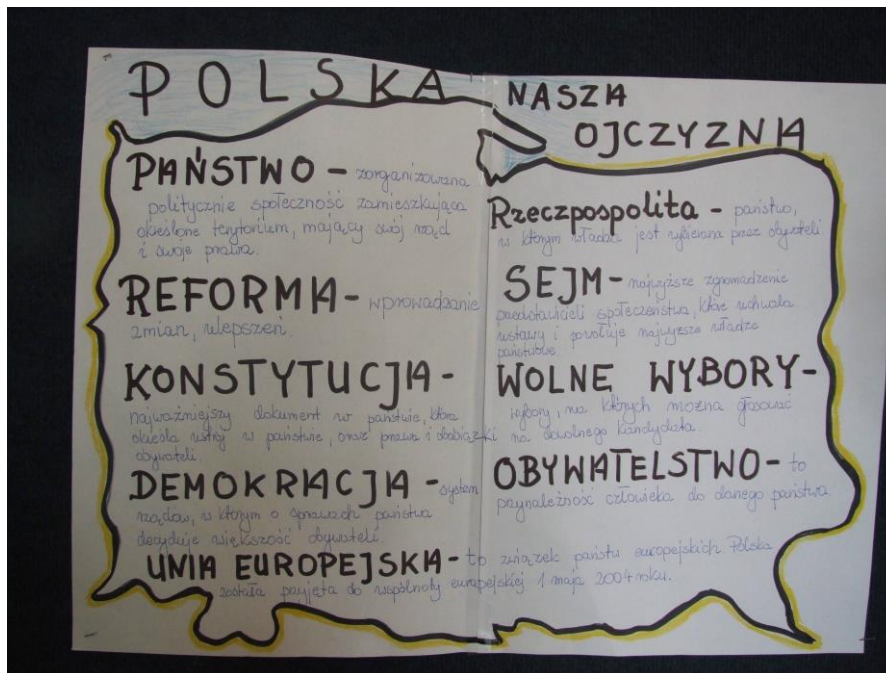 POLSKA
NASZA
OJCZYZNA
PAŃSTWO - zorganizowana
politycznie społeczność zamieszkująca
określone terytorium, mający swój rząd
i swoje prawa.
REFORMA - wprowadzanie
zmian, ulepszeń.
KONSTYTUCJA -
najważniejszy dokument w państwie, która
określa ustrój w państwie, oraz prawa i obowiązki
obywateli.
DEMOKRACJA - system
rządów, w którym o sprawach państwa
decyduje większość obywateli.
Rzeczpospolita - państwo,
w którym władza jest wybierana przez obywateli.
SEJM - najwyższe zgromadzenie
przedstawicieli społeczeństwa, które uchwala
ustawy i powołuje najwyższe władze
państwowe.
WOLNE WYBORY -
wybory, na których można głosować
na dowolnego kandydata.
OBYWATELSTWO - to
przynależność człowieka do danego państwa
UNIA EUROPEJSKA - to związek państw europejskich. Polska
została przyjęta do wspólnoty europejskiej 1 maja 2004 roku.